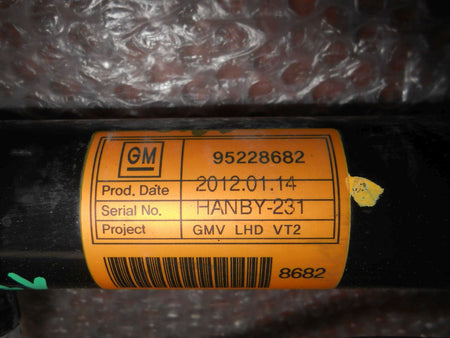 GM 95228682
Prod. Date 2012.01.14
Serial No. HANBY-231
Project GMV LHD VT2
8682